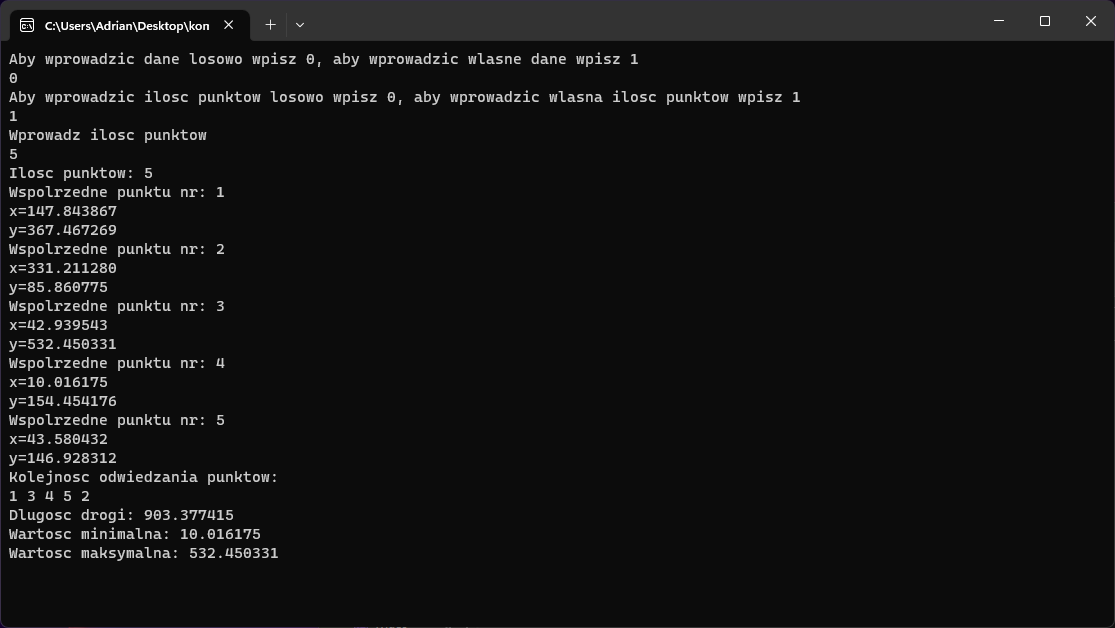 C:\Users\Adrian\Desktop\kon
Aby wprowadzic dane losowo wpisz 0, aby wprowadzic wlasne dane wpisz 1
0
Aby wprowadzic ilosc punktow losowo wpisz 0, aby wprowadzic wlasna ilosc punktow wpisz 1
1
Wprowadz ilosc punktow
5
Ilosc punktow: 5
Wspolrzedne punktu nr: 1
x=147.843867
y=367.467269
Wspolrzedne punktu nr: 2
x=331.211280
y=85.860775
Wspolrzedne punktu nr: 3
x=42.939543
y=532.450331
Wspolrzedne punktu nr: 4
x=10.016175
y=154.454176
Wspolrzedne punktu nr: 5
x=43.580432
y=146.928312
Kolejnosc odwiedzania punktow:
1 3 4 5 2
Dlugosc drogi: 903.377415
Wartosc minimalna: 10.016175
Wartosc maksymalna: 532.450331